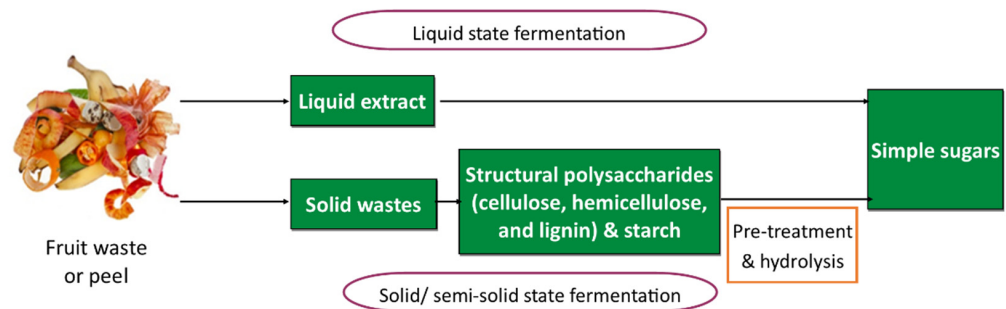 Liquid state fermentation
Liquid extract
Simple sugars
Solid wastes
Structural polysaccharides
(cellulose, hemicellulose,
and lignin) & starch
Pre-treatment
& hydrolysis
Fruit waste
or peel
Solid/ semi-solid state fermentation